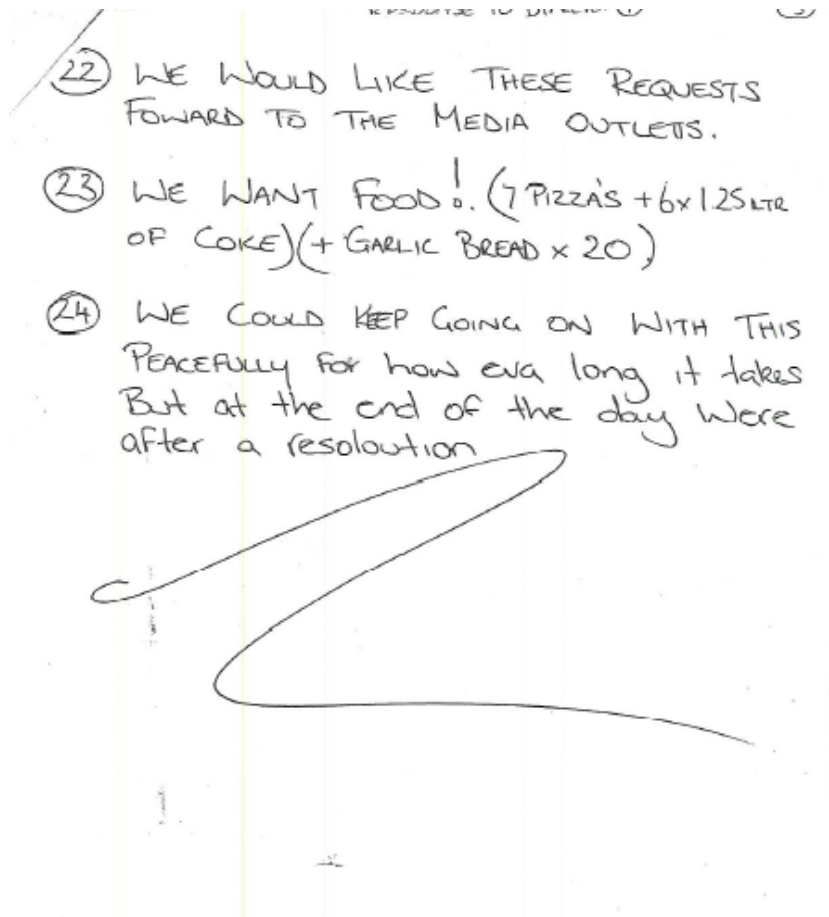 22 WE WOULD LIKE THESE REQUESTS
FOWARD TO THE MEDIA OUTLETS.
23 WE WANT FOOD!. (7 PIZZA'S + 6 x 1.25 LTR
OF COKE) (+ GARLIC BREAD x 20)
24 WE COULD KEEP GOING ON WITH THIS
PEACEFULLY FOR how eva long it takes
But at the end of the day Were
after a resoloution